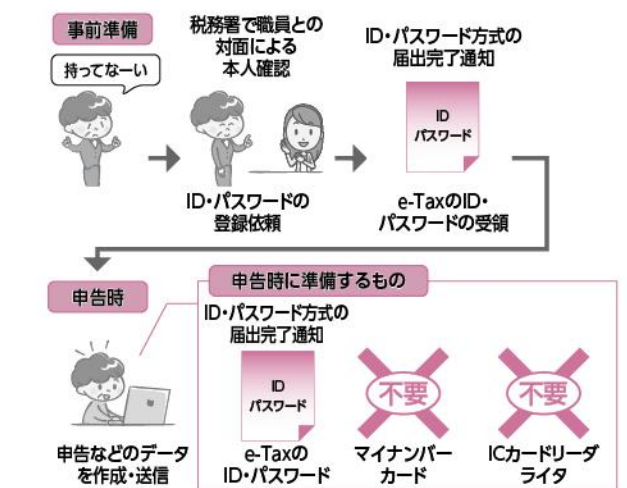 事前準備
持ってなーい
税務署で職員との
対面による
本人確認
ID・パスワードの
登録依頼
ID・パスワード方式の
届出完了通知
ID
パスワード
e-TaxのID・
パスワードの受領
申告時
申告などのデータ
を作成・送信
申告時に準備するもの
ID・パスワード方式の
届出完了通知
ID
パスワード
e-Taxの
ID・パスワード
不要
マイナンバー
カード
不要
ICカードリーダ
ライタ